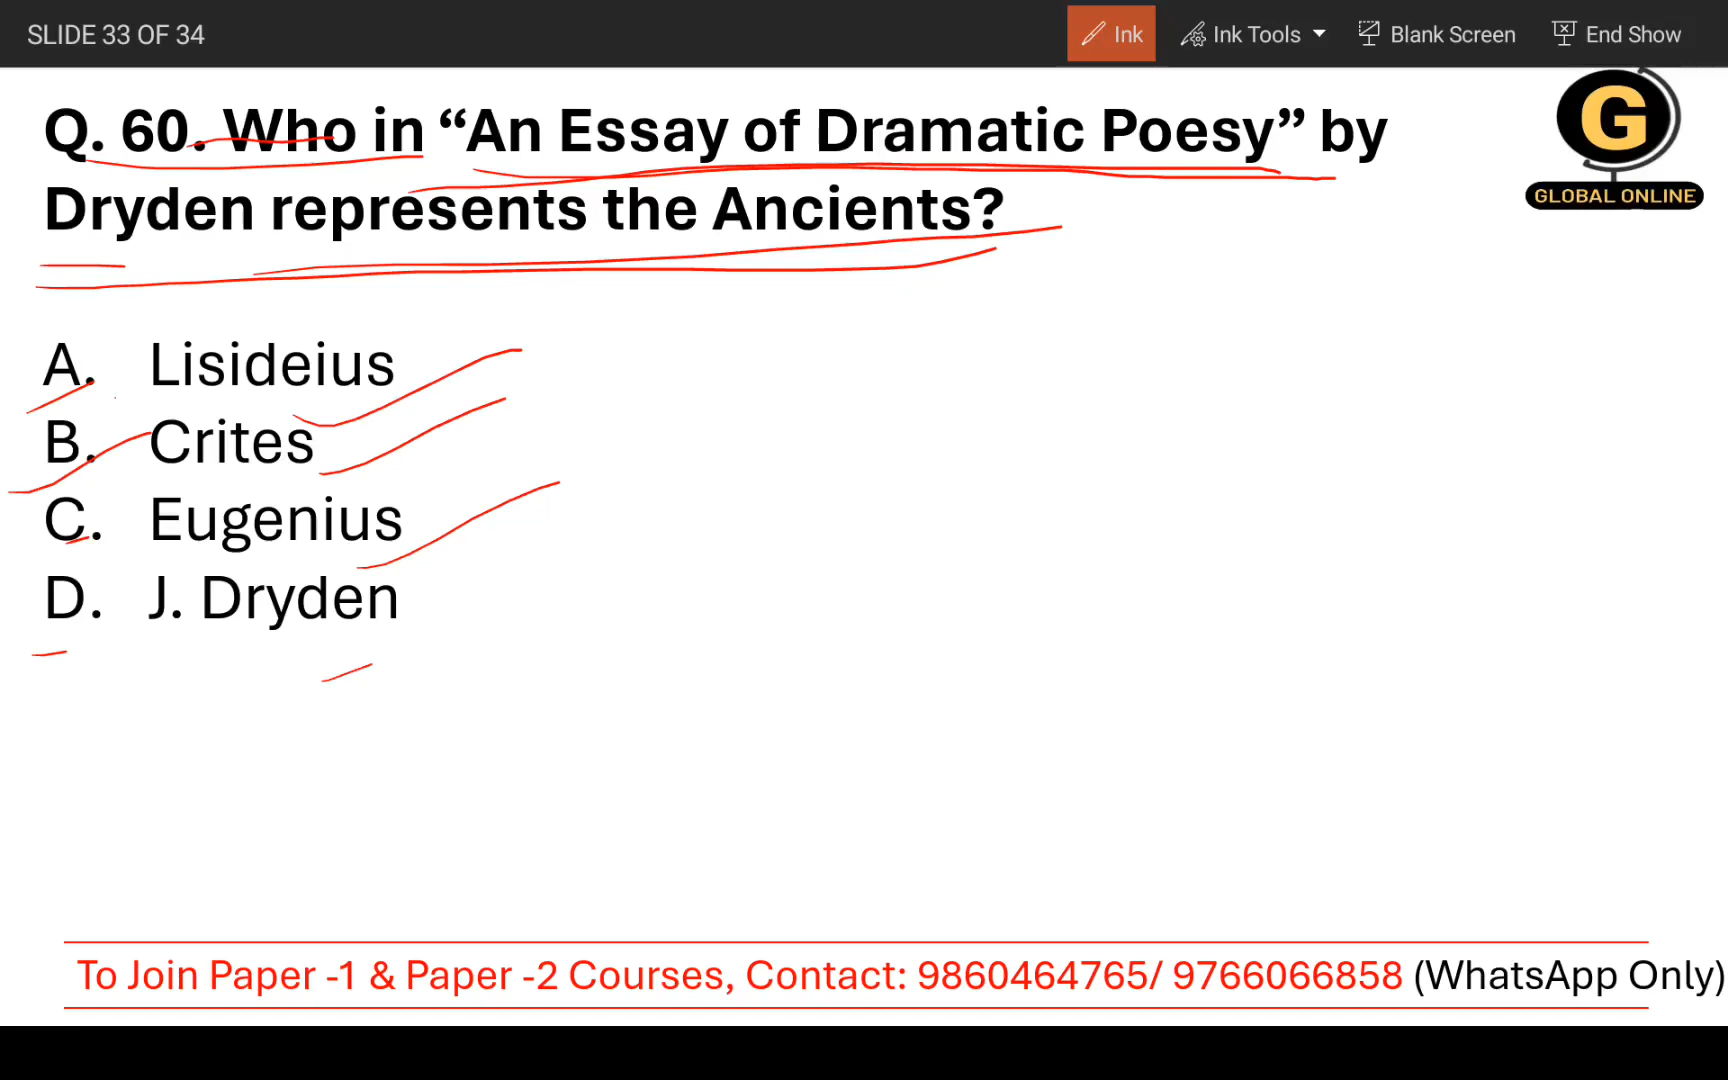 SLIDE 33 OF 34
Ink
Ink Tools
Blank Screen
End Show
Q. 60. Who in “An Essay of Dramatic Poesy” by
Dryden represents the Ancients?
G
GLOBAL ONLINE
A. Lisideius
B. Crites
C. Eugenius
D. J. Dryden
To Join Paper -1 & Paper -2 Courses, Contact: 9860464765/ 9766066858 (WhatsApp Only)